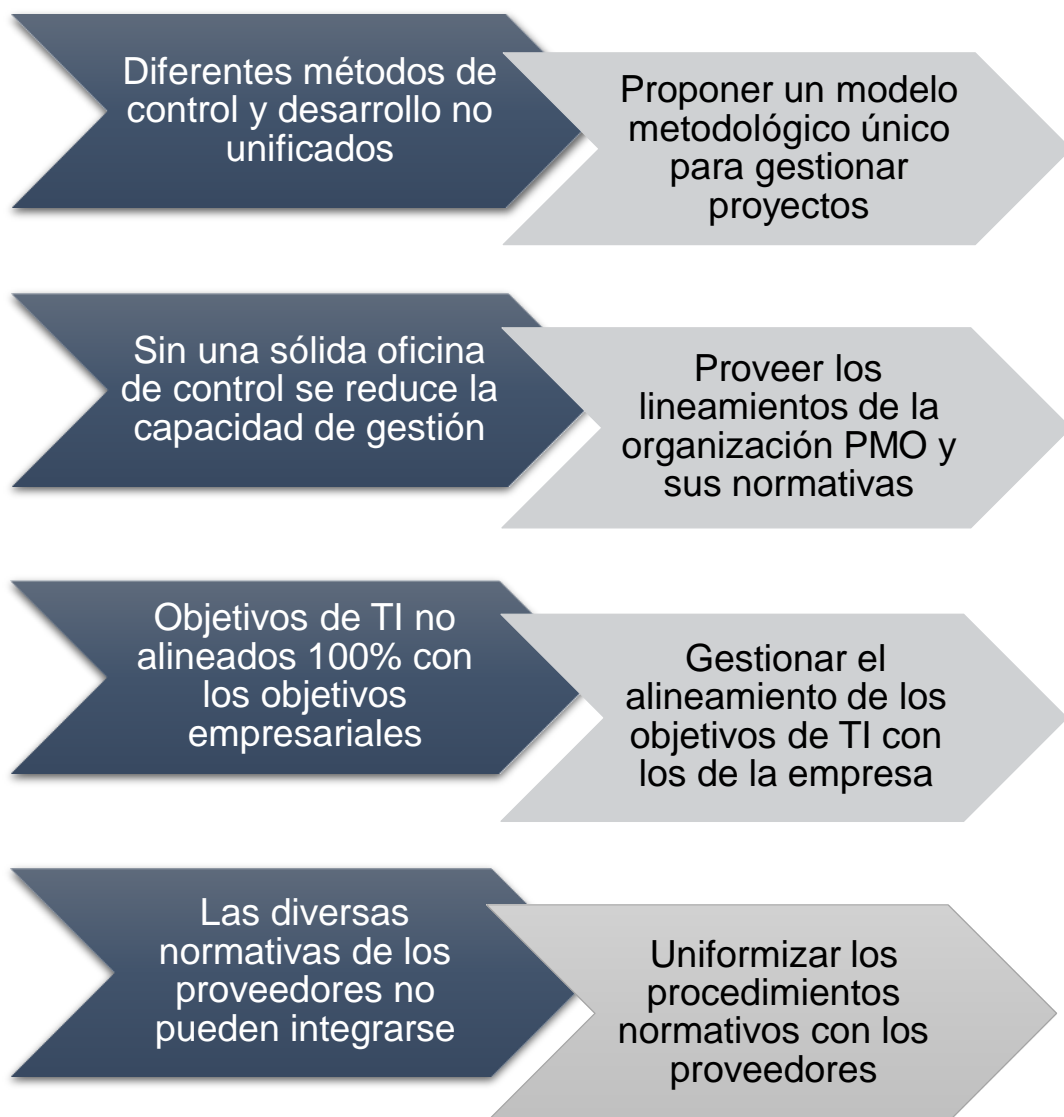 Diferentes métodos de
control y desarrollo no
unificados
Proponer un modelo
metodológico único
para gestionar
proyectos
Sin una sólida oficina
de control se reduce la
capacidad de gestión
Proveer los
lineamientos de la
organización PMO y
sus normativas
Objetivos de TI no
alineados 100% con
los objetivos
empresariales
Gestionar el
alineamiento de los
objetivos de TI con
los de la empresa
Las diversas
normativas de los
proveedores no
pueden integrarse
Uniformizar los
procedimientos
normativos con los
proveedores